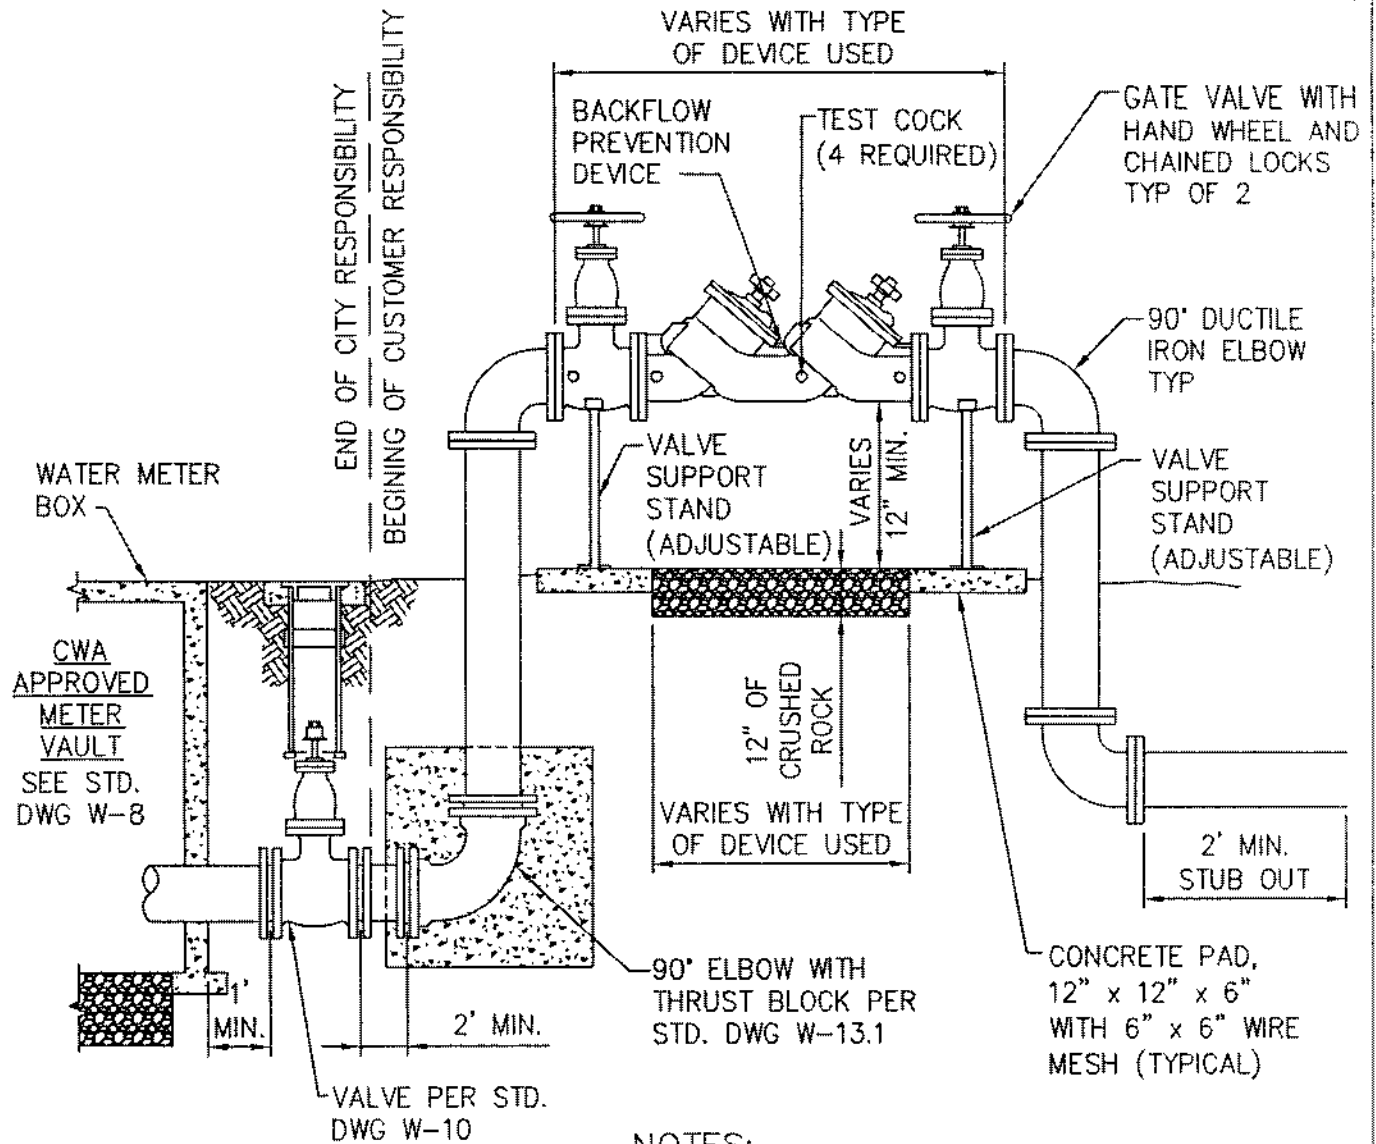 VARIES WITH TYPE
OF DEVICE USED
END OF CITY RESPONSIBILITY
BEGINING OF CUSTOMER RESPONSIBILITY
BACKFLOW
PREVENTION
DEVICE
TEST COCK
(4 REQUIRED)
GATE VALVE WITH
HAND WHEEL AND
CHAINED LOCKS
TYP OF 2
90° DUCTILE
IRON ELBOW
TYP
WATER METER
BOX
VALVE
SUPPORT
STAND
(ADJUSTABLE)
VARIES
12" MIN.
VALVE
SUPPORT
STAND
(ADJUSTABLE)
CWA
APPROVED
METER
VAULT
SEE STD.
DWG W-8
12" OF
CRUSHED
ROCK
VARIES WITH TYPE
OF DEVICE USED
2' MIN.
STUB OUT
1'
MIN.
2' MIN.
90° ELBOW WITH
THRUST BLOCK PER
STD. DWG W-13.1
CONCRETE PAD,
12" x 12" x 6"
WITH 6" x 6" WIRE
MESH (TYPICAL)
VALVE PER STD.
DWG W-10
NOTES: